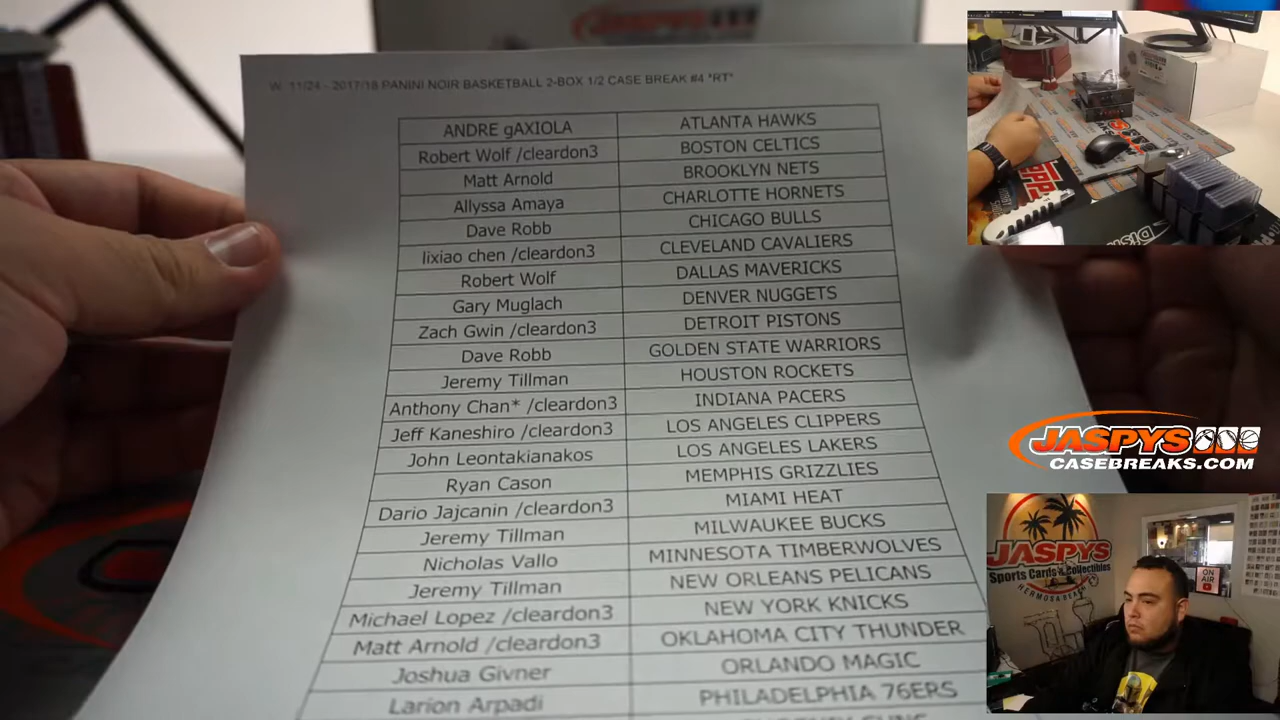 W. 11/24 - 2017/18 PANINI NOIR BASKETBALL 2-BOX 1/2 CASE BREAK #4 *RT*
ANDRE gAXIOLA ATLANTA HAWKS
Robert Wolf /cleardon3 BOSTON CELTICS
Matt Arnold BROOKLYN NETS
Allyssa Amaya CHARLOTTE HORNETS
Dave Robb CHICAGO BULLS
lixiao chen /cleardon3 CLEVELAND CAVALIERS
Robert Wolf DALLAS MAVERICKS
Gary Muglach DENVER NUGGETS
Zach Gwin /cleardon3 DETROIT PISTONS
Dave Robb GOLDEN STATE WARRIORS
Jeremy Tillman HOUSTON ROCKETS
Anthony Chan* /cleardon3 INDIANA PACERS
Jeff Kaneshiro /cleardon3 LOS ANGELES CLIPPERS
John Leontakianakos LOS ANGELES LAKERS
Ryan Cason MEMPHIS GRIZZLIES
Dario Jajcanin /cleardon3 MIAMI HEAT
Jeremy Tillman MILWAUKEE BUCKS
Nicholas Vallo MINNESOTA TIMBERWOLVES
Jeremy Tillman NEW ORLEANS PELICANS
Michael Lopez /cleardon3 NEW YORK KNICKS
Matt Arnold /cleardon3 OKLAHOMA CITY THUNDER
Joshua Givner ORLANDO MAGIC
Larion Arpadi PHILADELPHIA 76ERS
JASPYS
JASPYS
CASEBREAKS.COM
JASPYS
Sports Cards & Collectibles
HERMOSA BEACH
ON
AIR